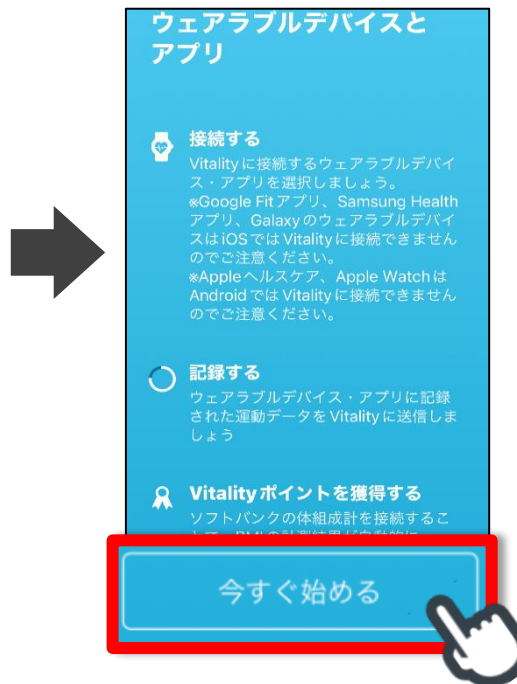 ウェアラブルデバイスと
アプリ
接続する
Vitalityに接続するウェアラブルデバイ
ス・アプリを選択しましょう。
※Google Fitアプリ、Samsung Health
アプリ、Galaxyのウェアラブルデバイ
スはiOSではVitalityに接続できません
のでご注意ください。
※Appleヘルスケア、Apple Watchは
AndroidではVitalityに接続できません
のでご注意ください。
記録する
ウェアラブルデバイス・アプリに記録
された運動データをVitalityに送信しま
しょう
Vitalityポイントを獲得する
ソフトバンクの体組成計を接続するこ
今すぐ始める